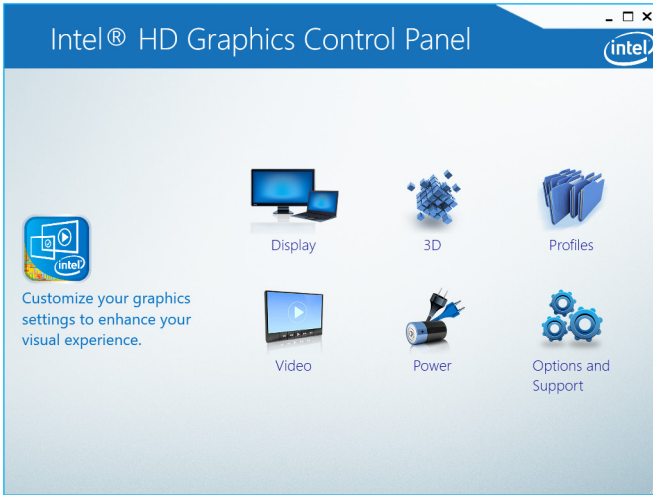 Intel® HD Graphics Control Panel
intel
Display
3D
Profiles
intel
Customize your graphics
settings to enhance your
visual experience.
Video
Power
Options and
Support